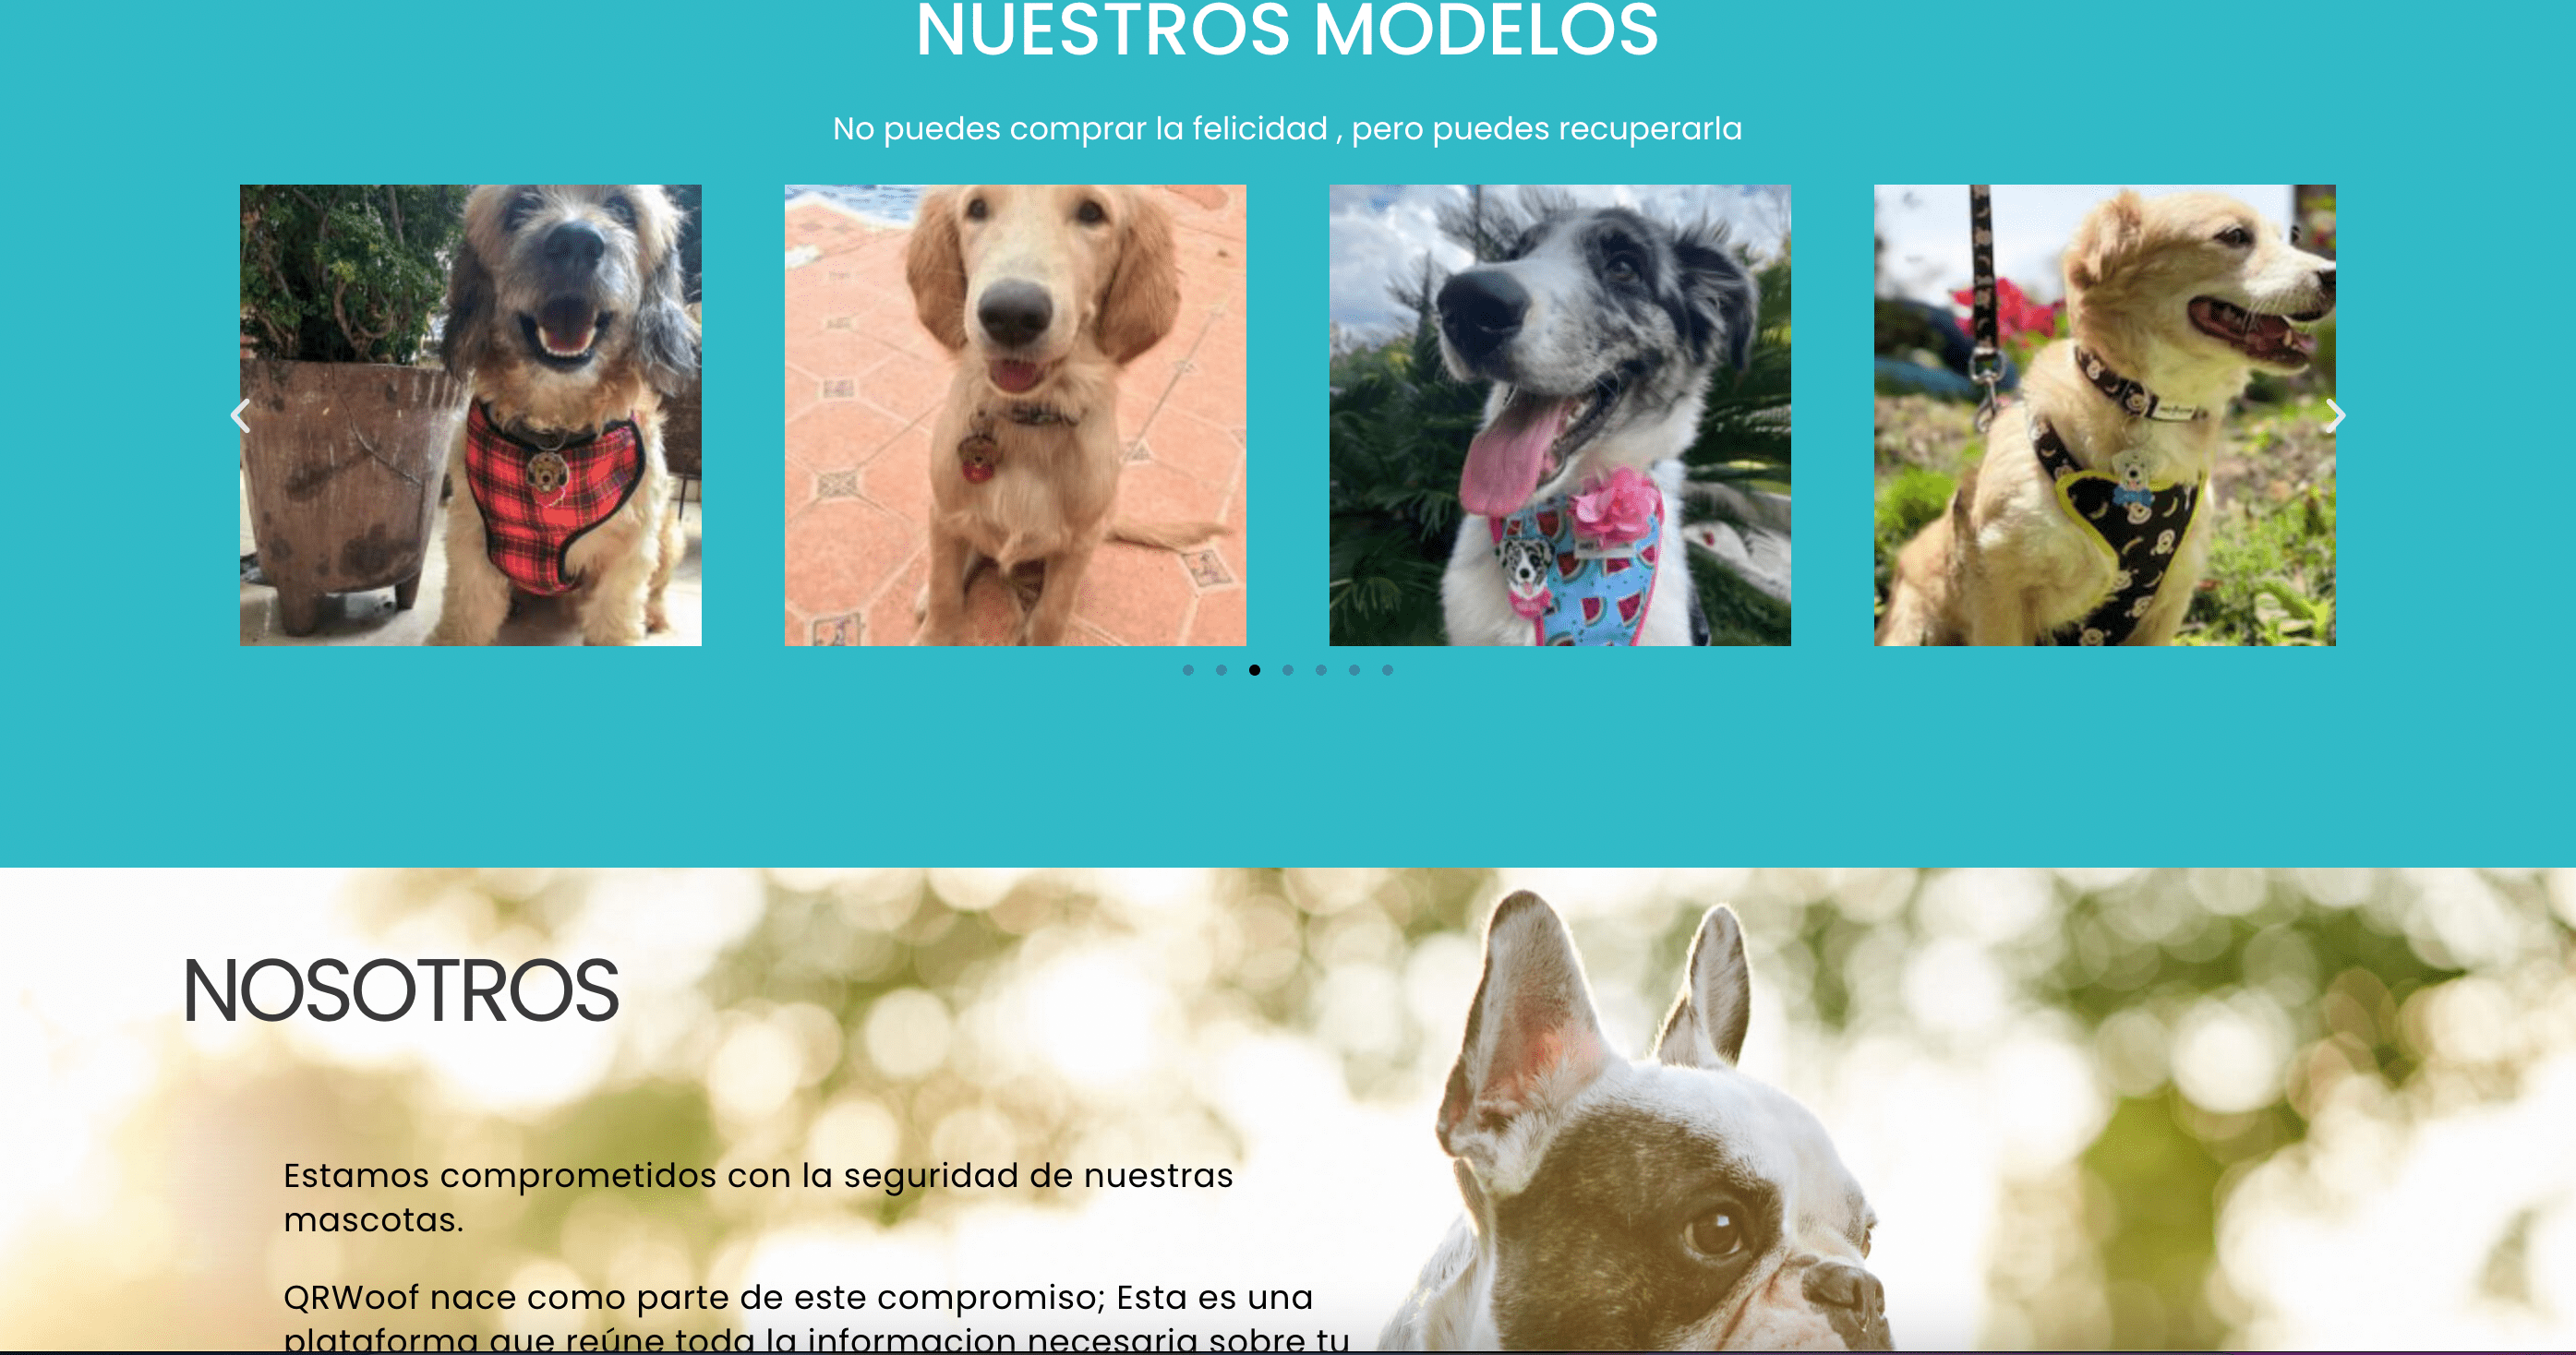 NUESTROS MODELOS
No puedes comprar la felicidad , pero puedes recuperarla
NOSOTROS
Estamos comprometidos con la seguridad de nuestras
mascotas.
QRWoof nace como parte de este compromiso; Esta es una
plataforma que reúne toda la informacion necesaria sobre tu